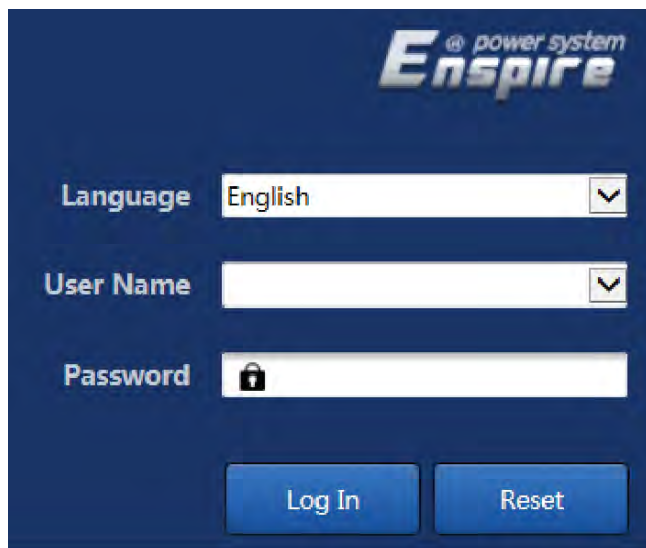 @ power system
Enspire
Language English
User Name
Password
Log In Reset